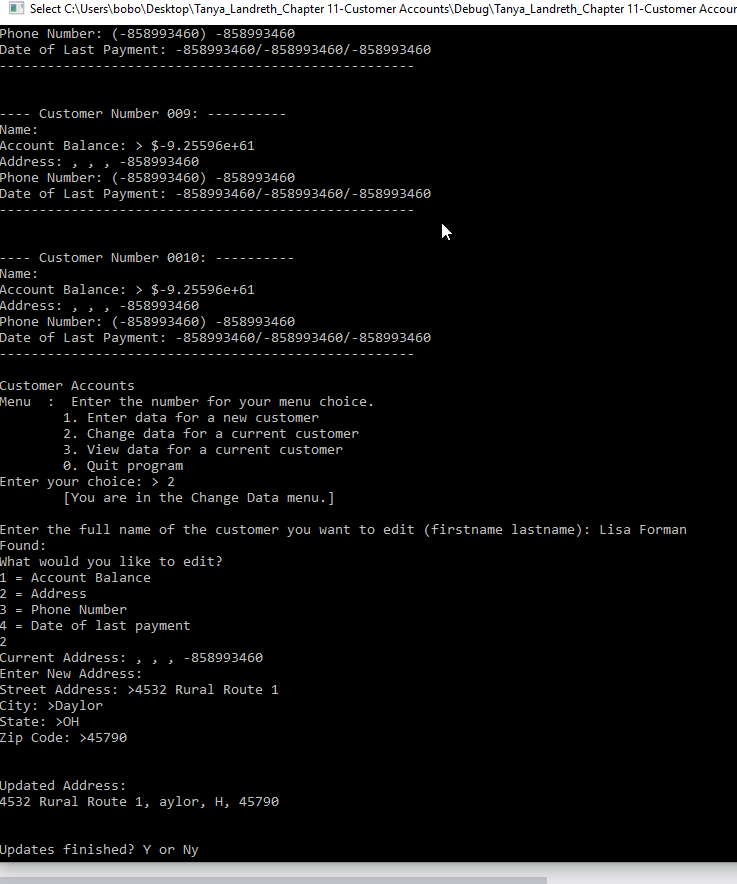 Select C:\Users\bobo\Desktop\Tanya_Landreth_Chapter 11-Customer Accounts\Debug\Tanya_Landreth_Chapter 11-Customer Accour
Phone Number: (-858993460) -858993460
Date of Last Payment: -858993460/-858993460/-858993460
----------------------------------------------------
---- Customer Number 009: ----------
Name:
Account Balance: > $-9.25596e+61
Address: , , , -858993460
Phone Number: (-858993460) -858993460
Date of Last Payment: -858993460/-858993460/-858993460
----------------------------------------------------
---- Customer Number 0010: ----------
Name:
Account Balance: > $-9.25596e+61
Address: , , , -858993460
Phone Number: (-858993460) -858993460
Date of Last Payment: -858993460/-858993460/-858993460
----------------------------------------------------
Customer Accounts
Menu  :  Enter the number for your menu choice.
1. Enter data for a new customer
2. Change data for a current customer
3. View data for a current customer
0. Quit program
Enter your choice: > 2
[You are in the Change Data menu.]
Enter the full name of the customer you want to edit (firstname lastname): Lisa Forman
Found:
What would you like to edit?
1 = Account Balance
2 = Address
3 = Phone Number
4 = Date of last payment
2
Current Address: , , , -858993460
Enter New Address:
Street Address: >4532 Rural Route 1
City: >Daylor
State: >OH
Zip Code: >45790
Updated Address:
4532 Rural Route 1, aylor, H, 45790
Updates finished? Y or Ny